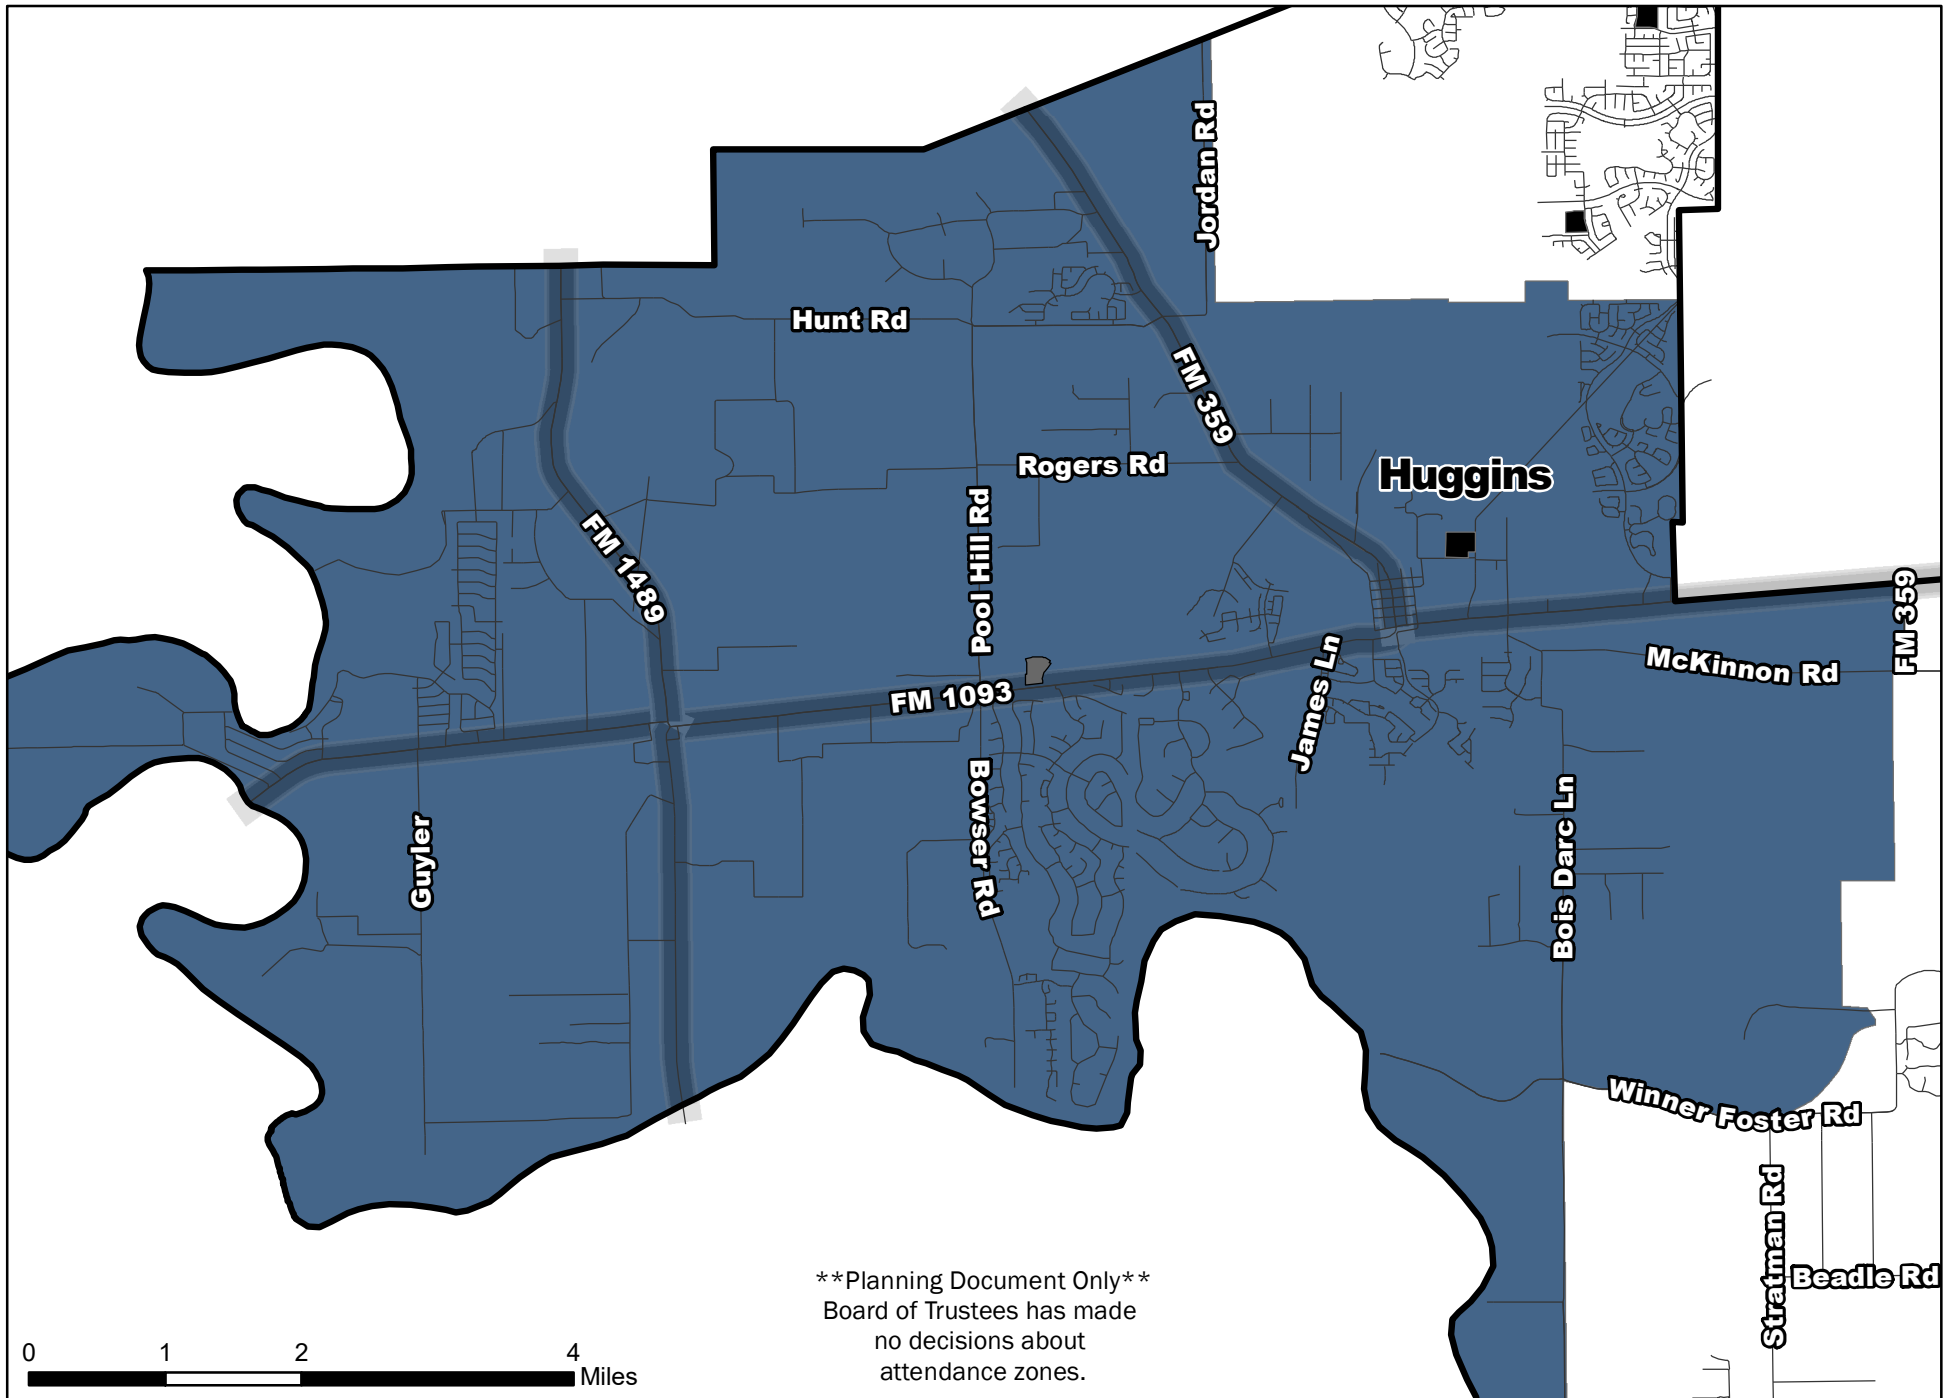 Jordan Rd
Hunt Rd
FM 359
Rogers Rd
Huggins
Pool Hill Rd
FM 1489
FM 359
James Ln
McKinnon Rd
FM 1093
Bowser Rd
Guyler
Bois Darc Ln
Winner Foster Rd
Stratman Rd
Beadle Rd
**Planning Document Only**
Board of Trustees has made
no decisions about
attendance zones.
0 1 2 4
Miles